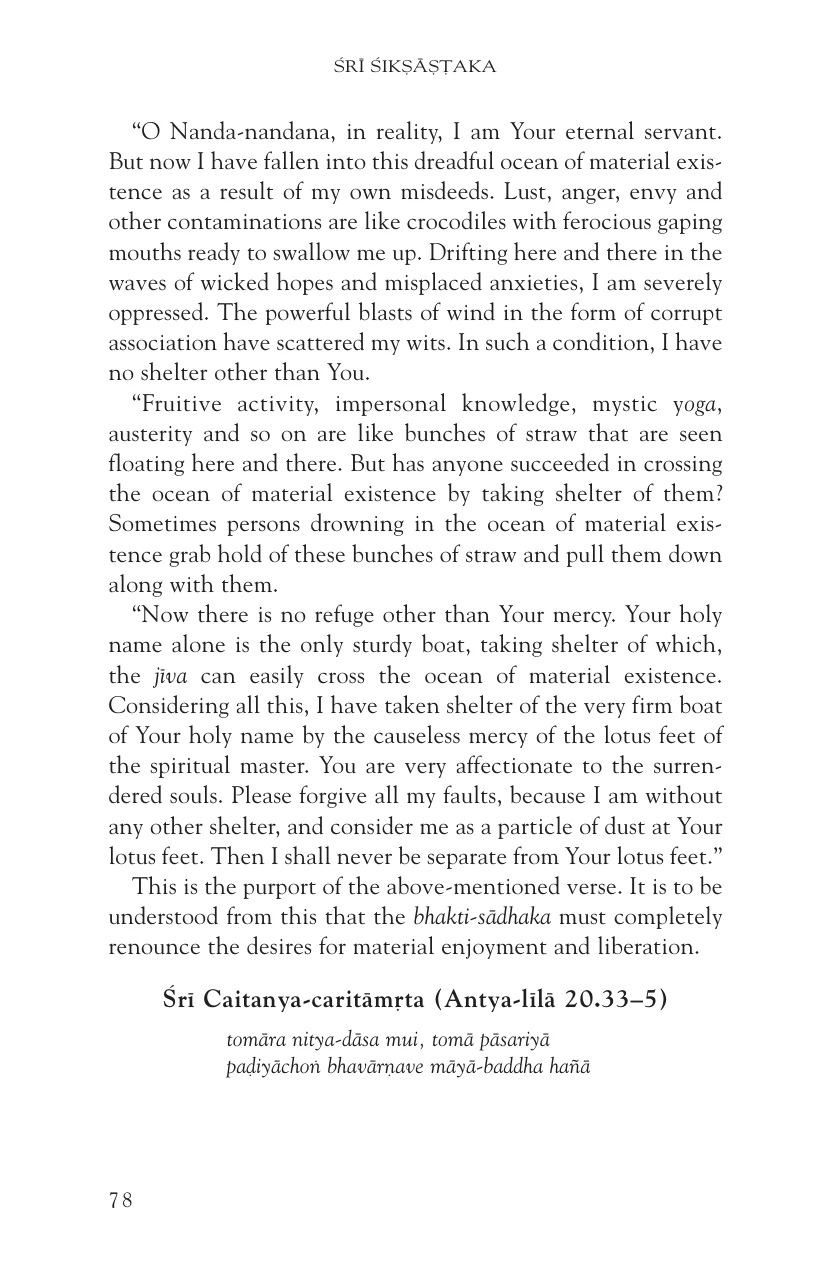 ŚRĪ ŚIKṢĀṢṬAKA
“O Nanda-nandana, in reality, I am Your eternal servant.
But now I have fallen into this dreadful ocean of material exis-
tence as a result of my own misdeeds. Lust, anger, envy and
other contaminations are like crocodiles with ferocious gaping
mouths ready to swallow me up. Drifting here and there in the
waves of wicked hopes and misplaced anxieties, I am severely
oppressed. The powerful blasts of wind in the form of corrupt
association have scattered my wits. In such a condition, I have
no shelter other than You.
“Fruitive activity, impersonal knowledge, mystic yoga,
austerity and so on are like bunches of straw that are seen
floating here and there. But has anyone succeeded in crossing
the ocean of material existence by taking shelter of them?
Sometimes persons drowning in the ocean of material exis-
tence grab hold of these bunches of straw and pull them down
along with them.
“Now there is no refuge other than Your mercy. Your holy
name alone is the only sturdy boat, taking shelter of which,
the jīva can easily cross the ocean of material existence.
Considering all this, I have taken shelter of the very firm boat
of Your holy name by the causeless mercy of the lotus feet of
the spiritual master. You are very affectionate to the surren-
dered souls. Please forgive all my faults, because I am without
any other shelter, and consider me as a particle of dust at Your
lotus feet. Then I shall never be separate from Your lotus feet.”
This is the purport of the above-mentioned verse. It is to be
understood from this that the bhakti-sādhaka must completely
renounce the desires for material enjoyment and liberation.
Śrī Caitanya-caritāmṛta (Antya-līlā 20.33–5)
tomāra nitya-dāsa mui, tomā pāsariyā
paḍiyāchoṅ bhavārṇave māyā-baddha hañā
78